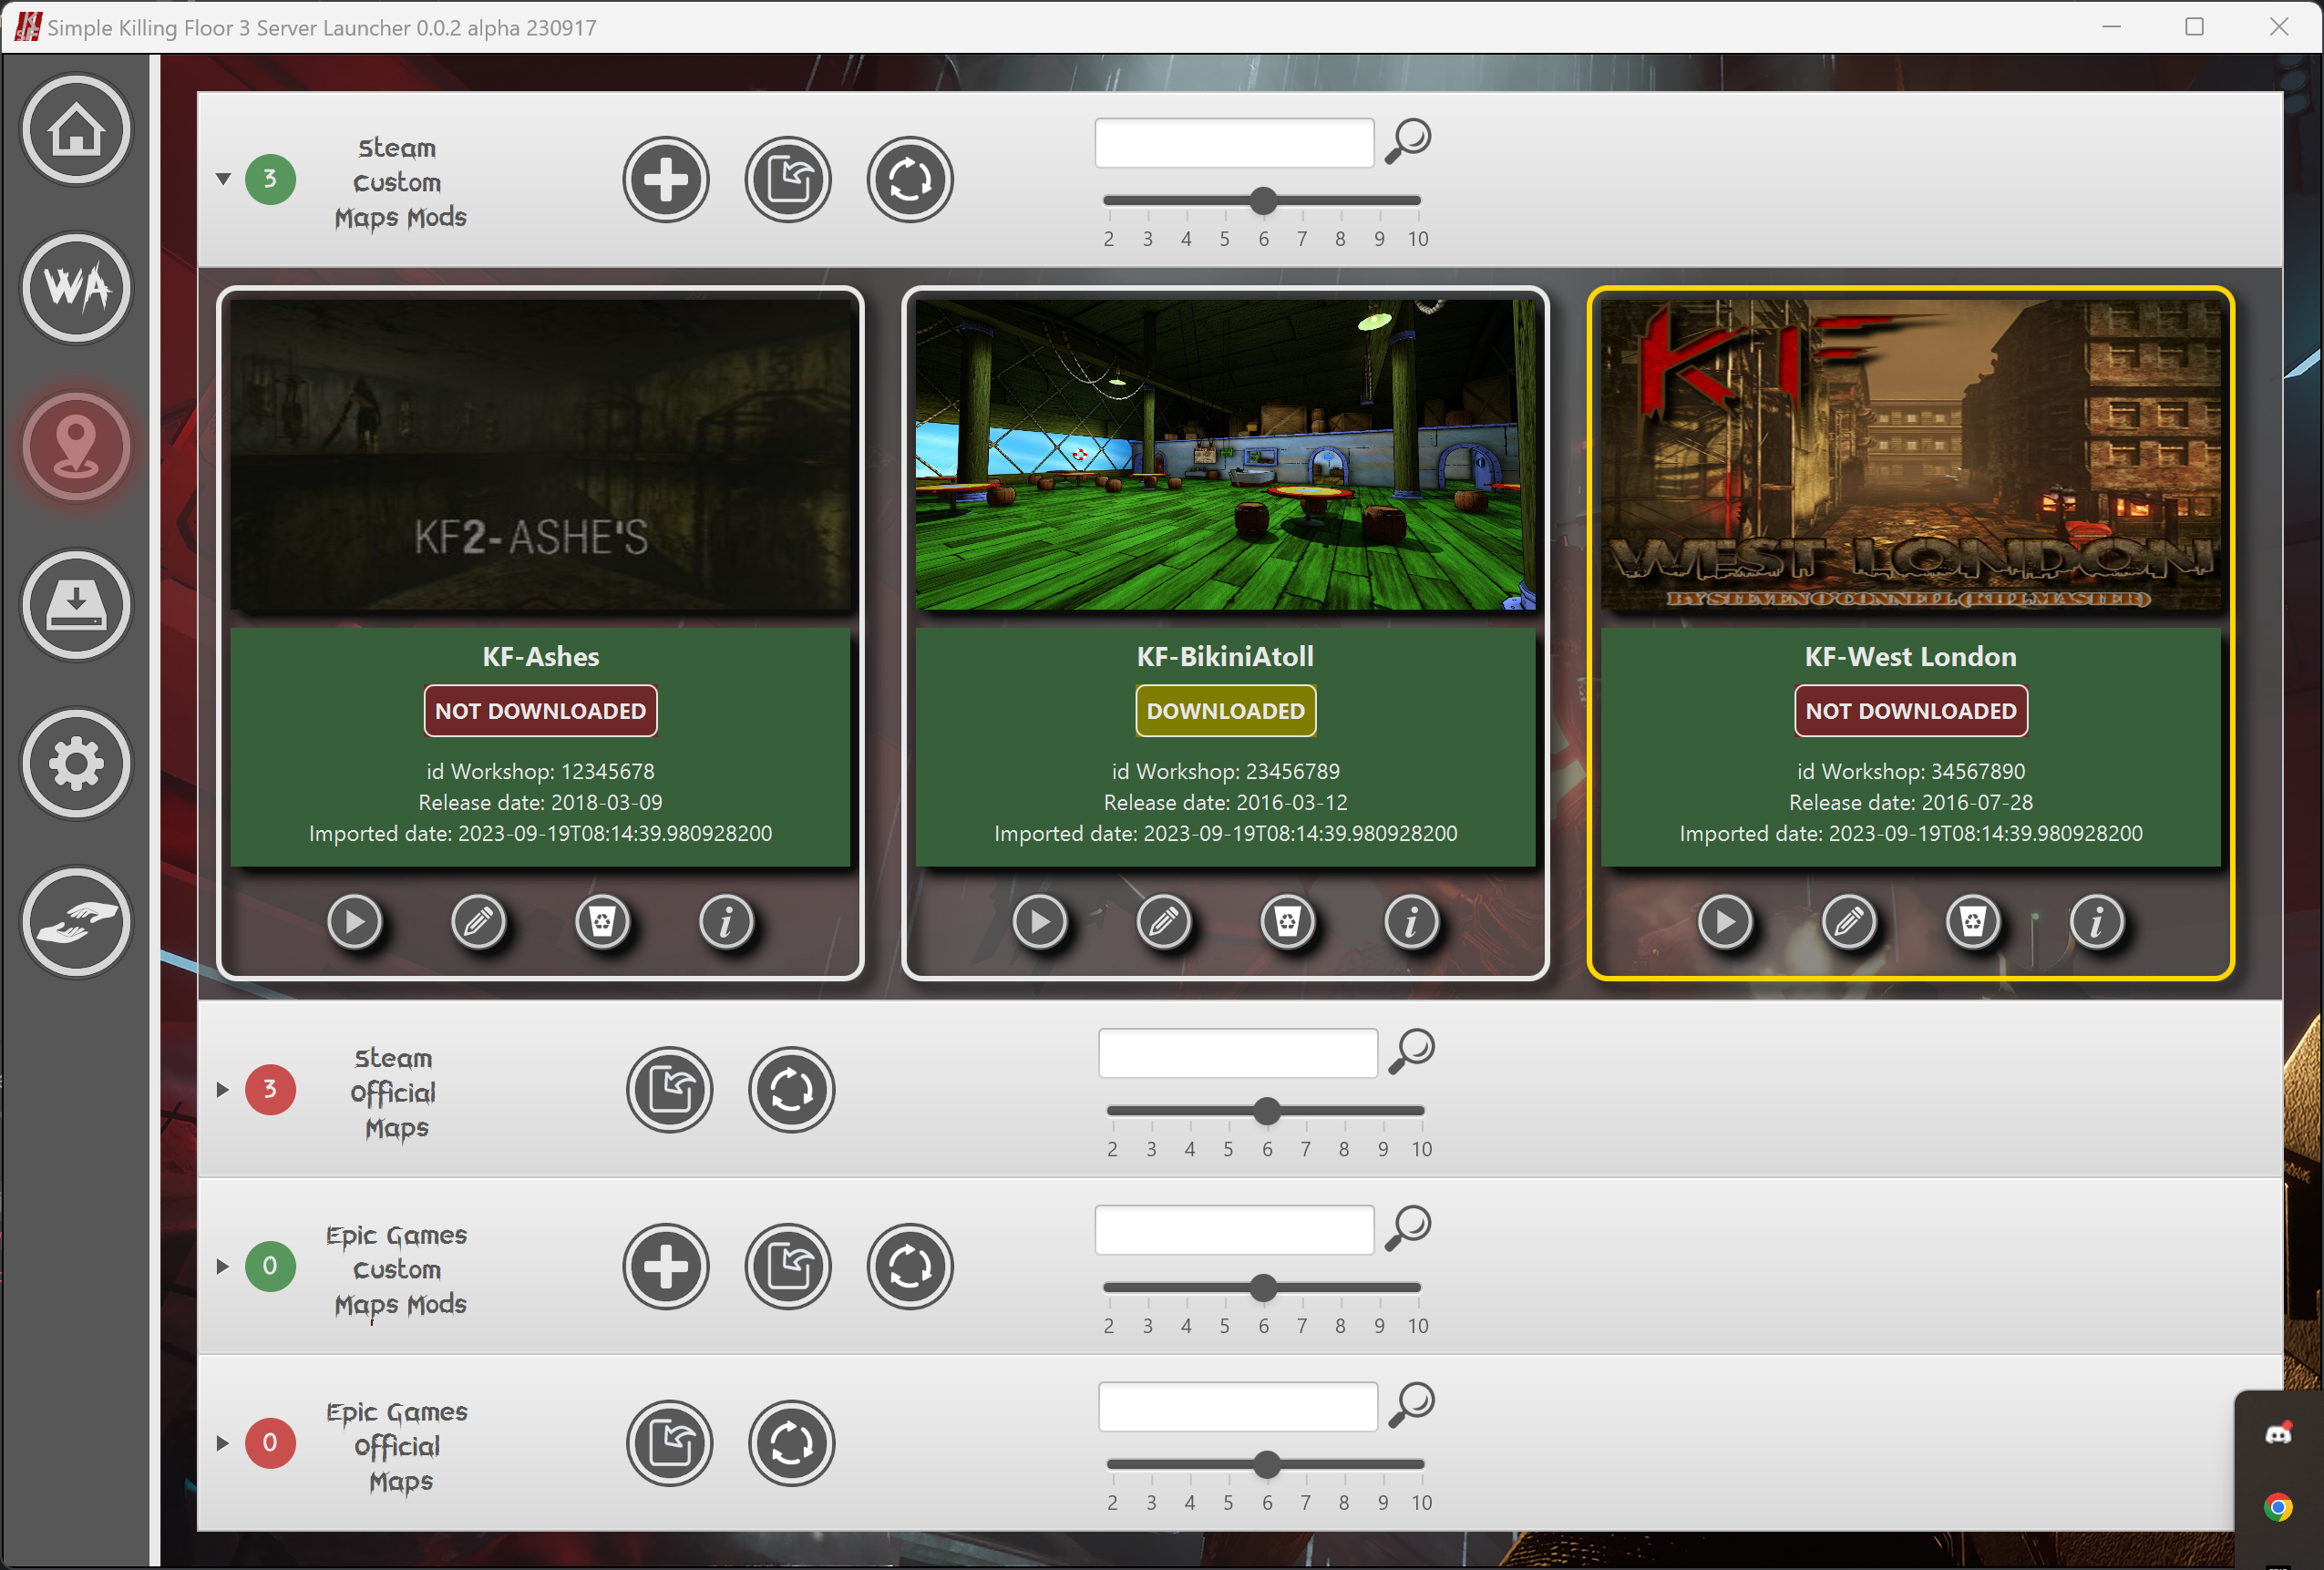 Simple Killing Floor 3 Server Launcher 0.0.2 alpha 230917
WA
3
Steam
Custom
Maps Mods
2 3 4 5 6 7 8 9 10
KF2-ASHE'S
KF-Ashes
NOT DOWNLOADED
id Workshop: 12345678
Release date: 2018-03-09
Imported date: 2023-09-19T08:14:39.980928200
KF-BikiniAtoll
DOWNLOADED
id Workshop: 23456789
Release date: 2016-03-12
Imported date: 2023-09-19T08:14:39.980928200
KF
WEST LONDON
BY STEVEN O'CONNELL (KILLMASTER)
KF-West London
NOT DOWNLOADED
id Workshop: 34567890
Release date: 2016-07-28
Imported date: 2023-09-19T08:14:39.980928200
3
Steam
Official
Maps
2 3 4 5 6 7 8 9 10
0
Epic Games
Custom
Maps Mods
2 3 4 5 6 7 8 9 10
0
Epic Games
Official
Maps
2 3 4 5 6 7 8 9 10